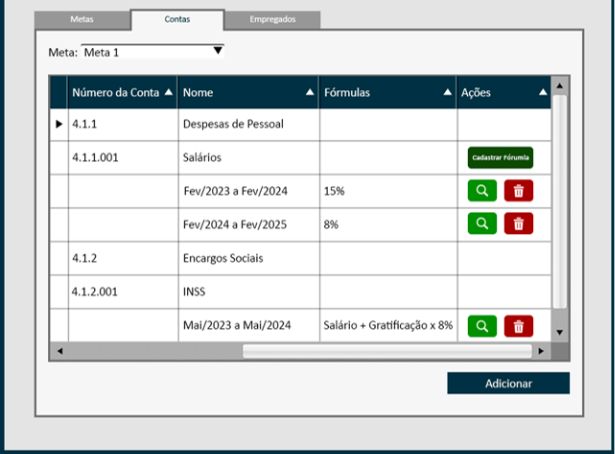 Metas Contas Empregados
Meta: Meta 1
Número da Conta Nome Fórmulas Ações
4.1.1 Despesas de Pessoal
4.1.1.001 Salários Cadastrar Fórumla
Fev/2023 a Fev/2024 15%
Fev/2024 a Fev/2025 8%
4.1.2 Encargos Sociais
4.1.2.001 INSS
Mai/2023 a Mai/2024 Salário + Gratificação x 8%
Adicionar